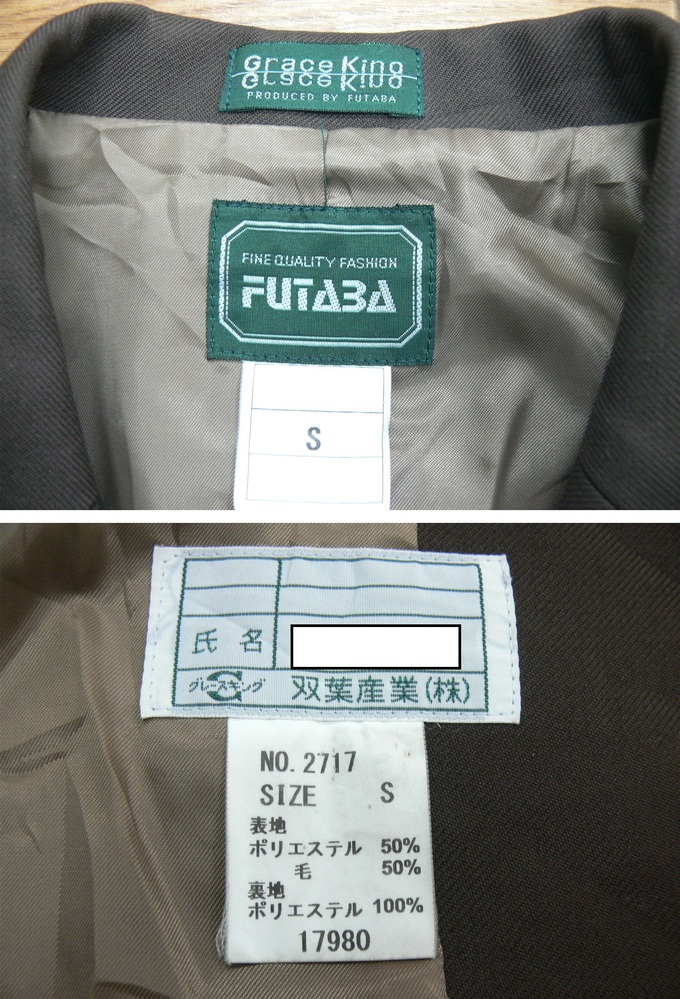 Grace King
PRODUCED BY FUTABA
FINE QUALITY FASHION
FUTABA
S
氏名
グレースキング
双葉産業(株)
NO. 2717
SIZE S
表地
ポリエステル 50%
毛 50%
裏地
ポリエステル 100%
17980